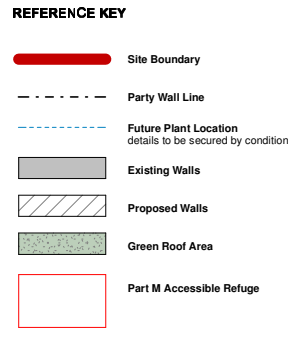 REFERENCE KEY
Site Boundary
Party Wall Line
Future Plant Location
details to be secured by condition
Existing Walls
Proposed Walls
Green Roof Area
Part M Accessible Refuge